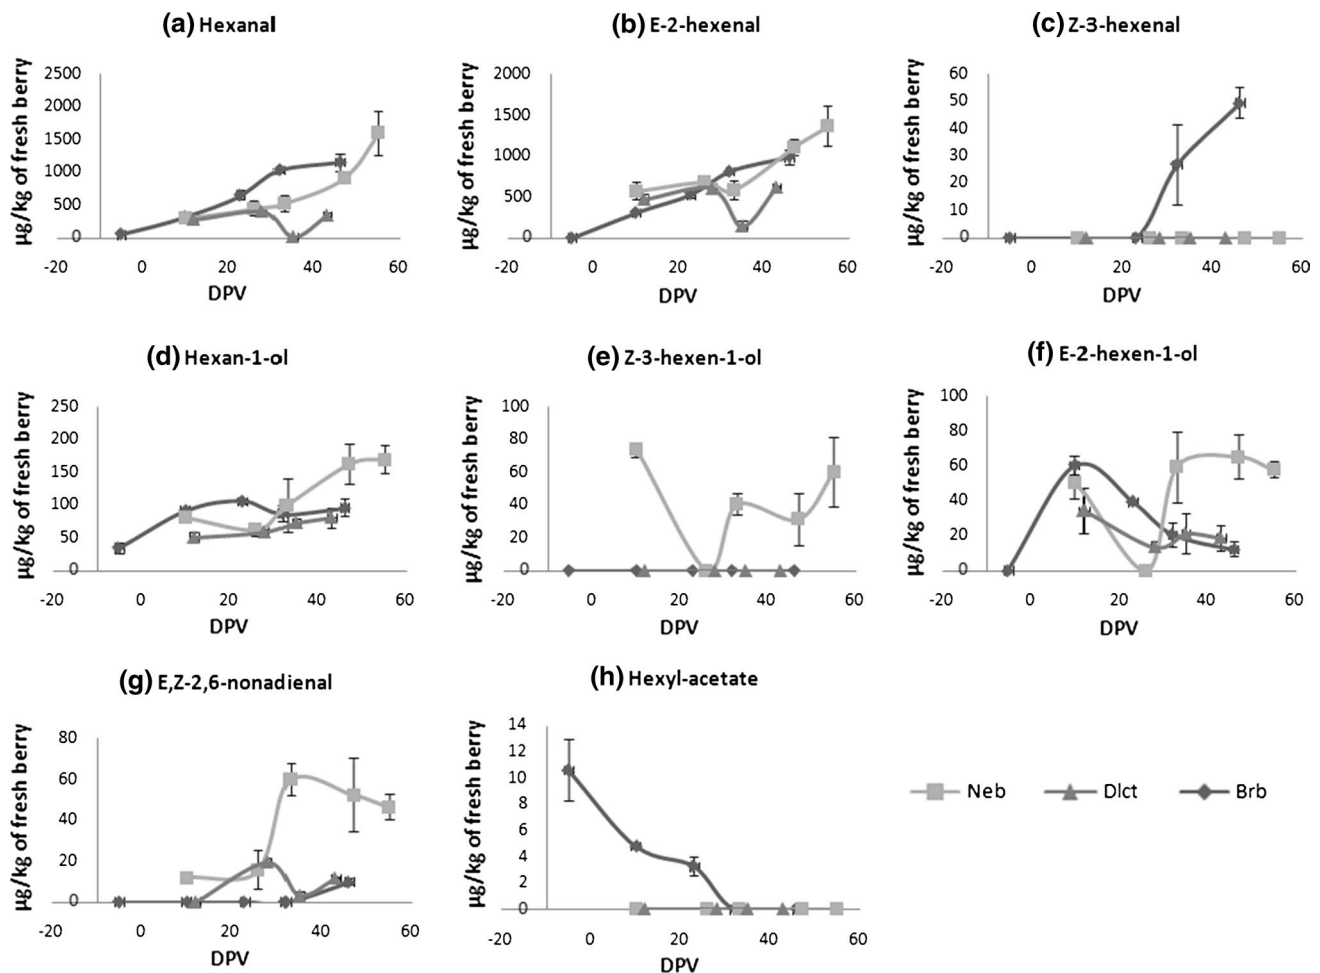 (a) Hexanal
µg/kg of fresh berry
2500
2000
1500
1000
500
0
-20 0 20 40 60
DPV
(b) E-2-hexenal
µg/kg of fresh berry
2000
1500
1000
500
0
-20 0 20 40 60
DPV
(c) Z-3-hexenal
µg/kg of fresh berry
60
50
40
30
20
10
0
-20 0 20 40 60
DPV
(d) Hexan-1-ol
µg/kg of fresh berry
250
200
150
100
50
0
-20 0 20 40 60
DPV
(e) Z-3-hexen-1-ol
µg/kg of fresh berry
100
80
60
40
20
0
-20 0 20 40 60
DPV
(f) E-2-hexen-1-ol
µg/kg of fresh berry
100
80
60
40
20
0
-20 0 20 40 60
DPV
(g) E,Z-2,6-nonadienal
µg/kg of fresh berry
80
60
40
20
0
-20 0 20 40 60
DPV
(h) Hexyl-acetate
µg/kg of fresh berry
14
12
10
8
6
4
2
0
-20 0 20 40 60
DPV
Neb Dlct Brb